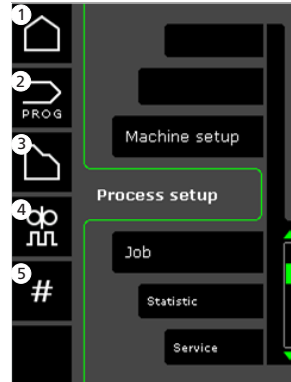 1
2
PROG
3
4
5
#
Machine setup
Process setup
Job
Statistic
Service